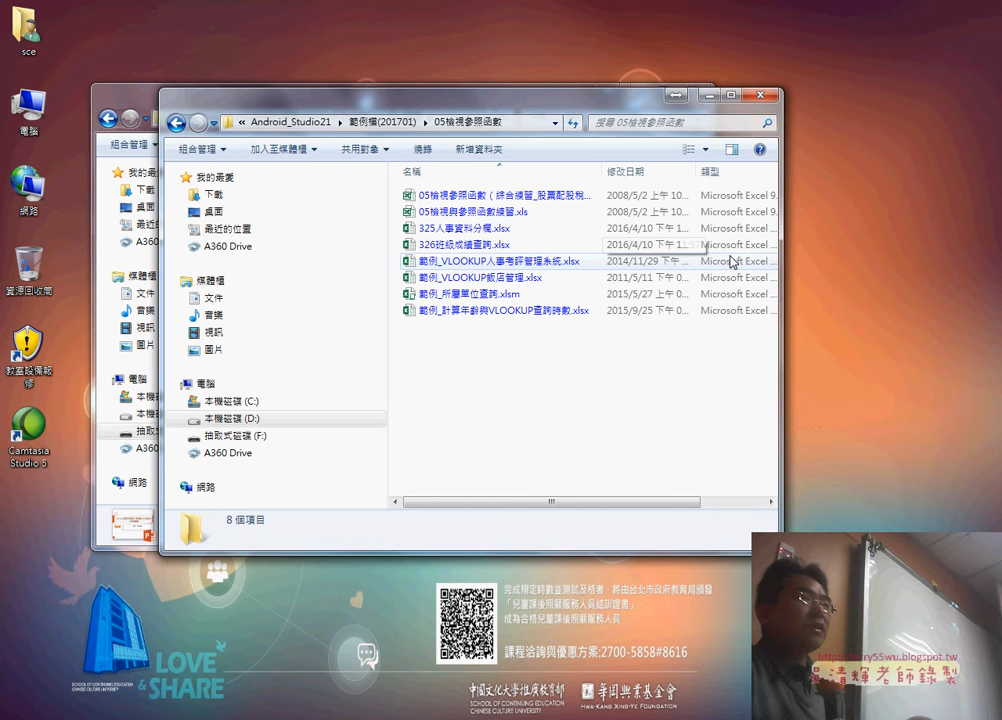 sce
電腦
網路
資源回收筒
教室設備報
修
Camtasia
Studio 5
組合管理
我的最
下載
桌面
最近的
A360
媒體櫃
文件
音樂
視訊
圖片
電腦
本機磁
本機磁
抽取式
A360
網路
« Android_Studio21 ▸ 範例檔(201701) ▸ 05檢視參照函數
搜尋 05檢視參照函數
組合管理 加入至媒體櫃 共用對象 燒錄 新增資料夾
我的最愛
下載
桌面
最近的位置
A360 Drive
媒體櫃
文件
音樂
視訊
圖片
電腦
本機磁碟 (C:)
本機磁碟 (D:)
抽取式磁碟 (F:)
A360 Drive
網路
名稱 修改日期 類型
05檢視參照函數（綜合練習_股票配股稅... 2008/5/2 上午 10... Microsoft Excel 9.
05檢視與參照函數練習.xls 2008/5/2 上午 10... Microsoft Excel 9.
325人事資料分欄.xlsx 2016/4/10 下午 1... Microsoft Excel ...
326班級成績查詢.xlsx 2016/4/10 下午 Microsoft Excel ...
範例_VLOOKUP人事考評管理系統.xlsx 2014/11/29 下午 ... Microsoft Excel ...
範例_VLOOKUP飯店管理.xlsx 2011/5/11 下午 0... Microsoft Excel ...
範例_所屬單位查詢.xlsm 2015/5/27 上午 0... Microsoft Excel ...
範例_計算年齡與VLOOKUP查詢時數.xlsx 2015/9/25 下午 0... Microsoft Excel ...
8 個項目
LOVE
& SHARE
SCHOOL OF CONTINUING EDUCATION
CHINESE CULTURE UNIVERSITY
完成規定時數並測試及格者，將由台北市政府教育局頒發
「兒童課後照顧服務人員結訓證書」，
成為合格兒童課後照顧服務人員
課程洽詢與優惠方案:2700-5858#8616
中國文化大學推廣教育部
SCHOOL OF CONTINUING EDUCATION
CHINESE CULTURE UNIVERSITY
華岡興業基金會
HWA-KANG XING-YE FOUNDATION
吳清輝老師錄製